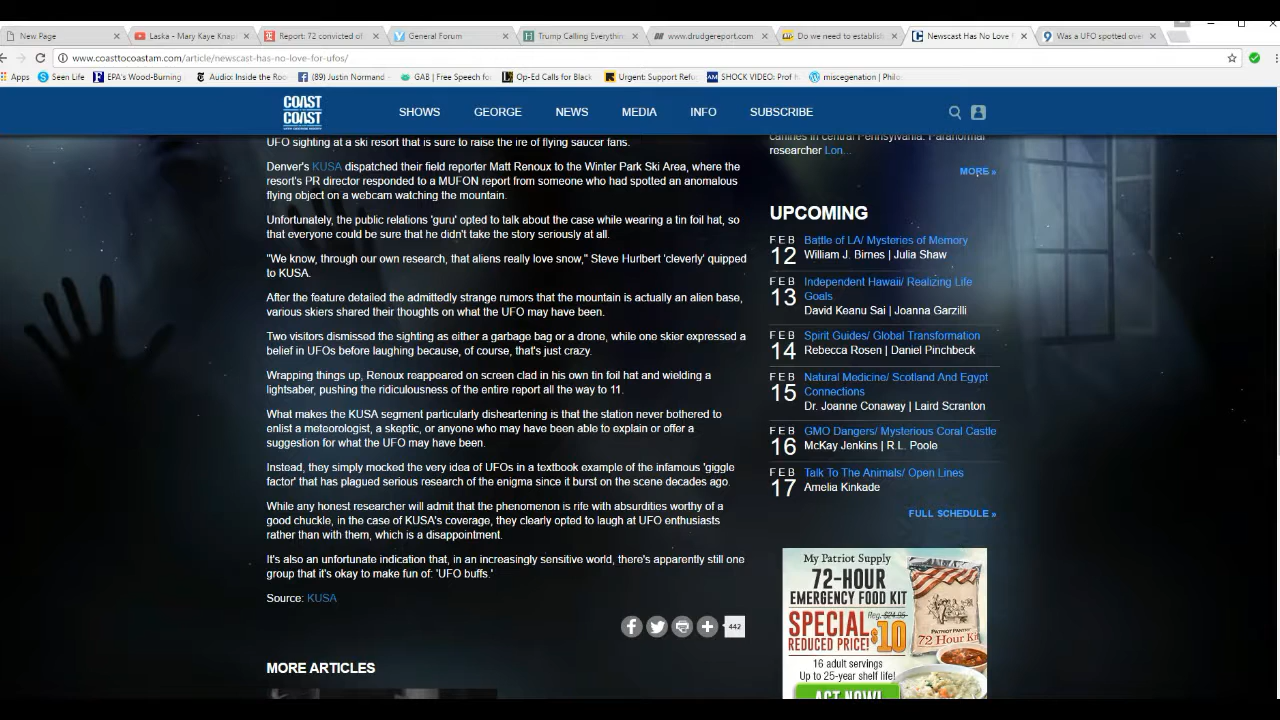 New Page
Laska - Mary Kaye Knap
Report: 72 convicted of
General Forum
Trump Calling Everythin
www.drudgereport.com
Do we need to establish
Newscast Has No Love F
Was a UFO spotted over
www.coasttocoastam.com/article/newscast-has-no-love-for-ufos/
Apps
Seen Life
EPA's Wood-Burning
Audio: Inside the Roo
(89) Justin Normand -
GAB | Free Speech fo
Op-Ed Calls for Black
Urgent: Support Refu
SHOCK VIDEO: Prof h
miscegenation | Philo
COAST
COAST
SHOWS
GEORGE
NEWS
MEDIA
INFO
SUBSCRIBE
UFO sighting at a ski resort that is sure to raise the ire of flying saucer fans.
Denver's KUSA dispatched their field reporter Matt Renoux to the Winter Park Ski Area, where the
resort's PR director responded to a MUFON report from someone who had spotted an anomalous
flying object on a webcam watching the mountain.
Unfortunately, the public relations 'guru' opted to talk about the case while wearing a tin foil hat, so
that everyone could be sure that he didn't take the story seriously at all.
"We know, through our own research, that aliens really love snow," Steve Hurlbert 'cleverly' quipped
to KUSA.
After the feature detailed the admittedly strange rumors that the mountain is actually an alien base,
various skiers shared their thoughts on what the UFO may have been.
Two visitors dismissed the sighting as either a garbage bag or a drone, while one skier expressed a
belief in UFOs before laughing because, of course, that's just crazy.
Wrapping things up, Renoux reappeared on screen clad in his own tin foil hat and wielding a
lightsaber, pushing the ridiculousness of the entire report all the way to 11.
What makes the KUSA segment particularly disheartening is that the station never bothered to
enlist a meteorologist, a skeptic, or anyone who may have been able to explain or offer a
suggestion for what the UFO may have been.
Instead, they simply mocked the very idea of UFOs in a textbook example of the infamous 'giggle
factor' that has plagued serious research of the enigma since it burst on the scene decades ago.
While any honest researcher will admit that the phenomenon is rife with absurdities worthy of a
good chuckle, in the case of KUSA's coverage, they clearly opted to laugh at UFO enthusiasts
rather than with them, which is a disappointment.
It's also an unfortunate indication that, in an increasingly sensitive world, there's apparently still one
group that it's okay to make fun of: 'UFO buffs.'
Source: KUSA
442
MORE ARTICLES
canines in central Pennsylvania. Paranormal
researcher Lon...
MORE »
UPCOMING
FEB
12
Battle of LA/ Mysteries of Memory
William J. Birnes | Julia Shaw
FEB
13
Independent Hawaii/ Realizing Life
Goals
David Keanu Sai | Joanna Garzilli
FEB
14
Spirit Guides/ Global Transformation
Rebecca Rosen | Daniel Pinchbeck
FEB
15
Natural Medicine/ Scotland And Egypt
Connections
Dr. Joanne Conaway | Laird Scranton
FEB
16
GMO Dangers/ Mysterious Coral Castle
McKay Jenkins | R.L. Poole
FEB
17
Talk To The Animals/ Open Lines
Amelia Kinkade
FULL SCHEDULE »
My Patriot Supply
72-HOUR
EMERGENCY FOOD KIT
SPECIAL
REDUCED PRICE!
Reg. $24.95
$10
PATRIOT PANTRY
72 Hour Kit
16 adult servings
Up to 25-year shelf life!
ACT NOW!